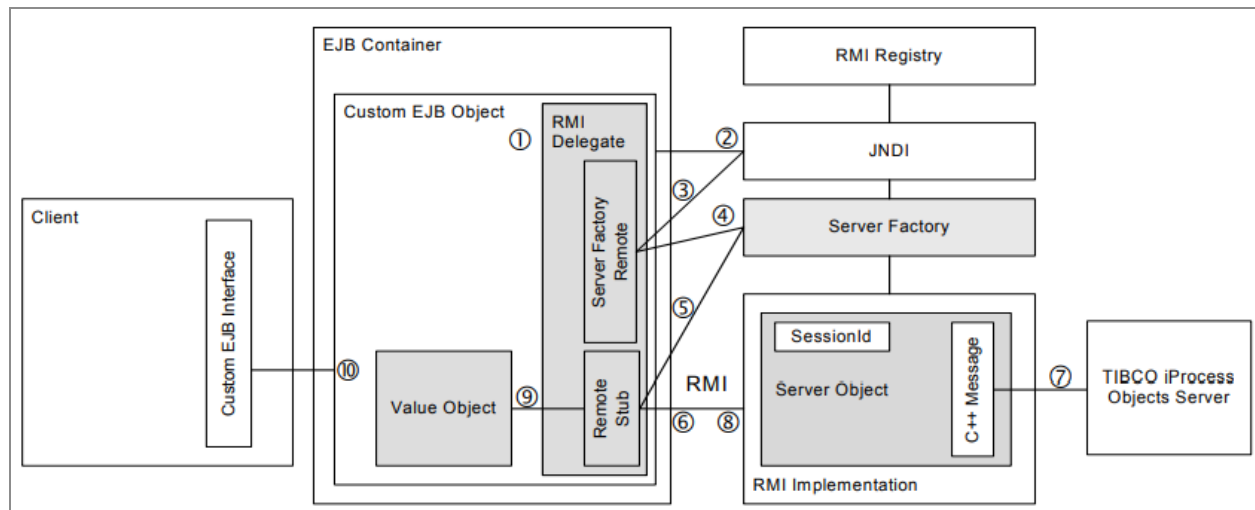 EJB Container
RMI Registry
Custom EJB Object
RMI
Delegate
①
②
JNDI
③
Server Factory
Remote
④
Server Factory
Client
Custom EJB Interface
⑤
SessionId
C++ Message
Server Object
⑦
TIBCO iProcess
Objects Server
⑩
Value Object
⑨
Remote
Stub
RMI
⑥
⑧
RMI Implementation